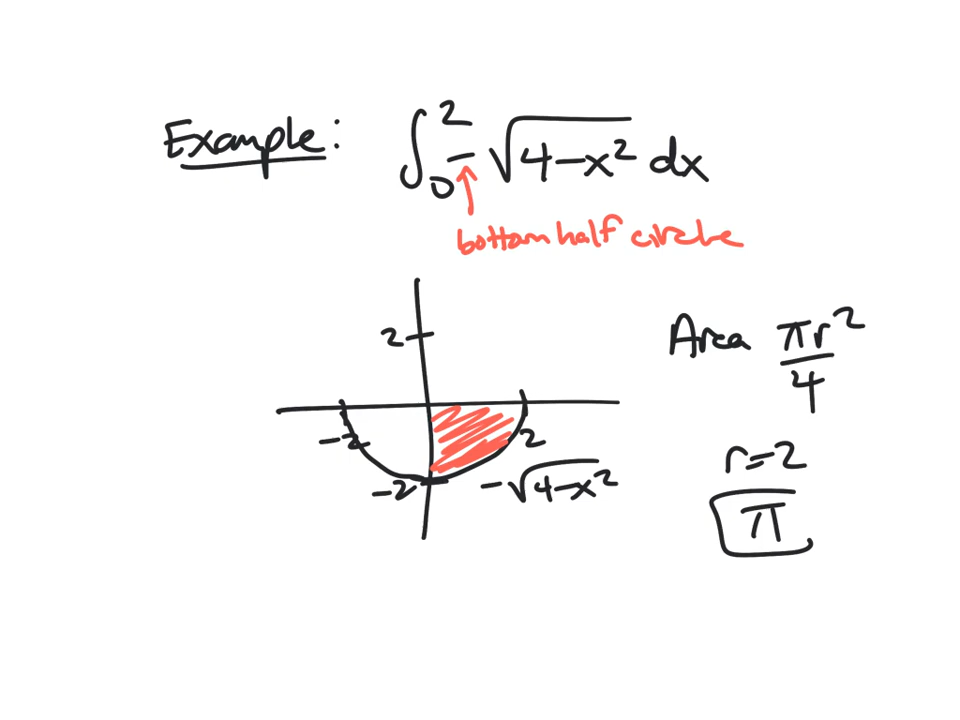 Example: ∫₀² −√(4−x²) dx
↑
bottom half circle
2
Area πr²/4
−2
2
r=2
−2
−√(4−x²)
π